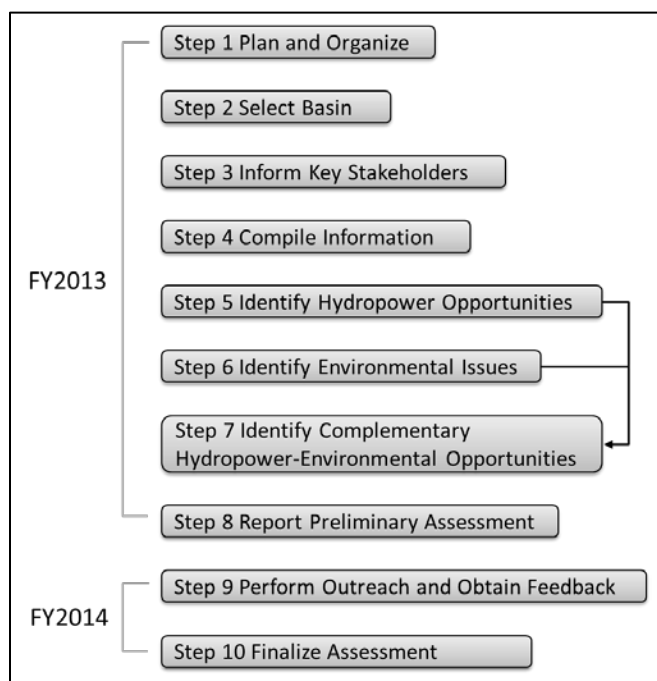 Step 1 Plan and Organize
Step 2 Select Basin
Step 3 Inform Key Stakeholders
Step 4 Compile Information
FY2013
Step 5 Identify Hydropower Opportunities
Step 6 Identify Environmental Issues
Step 7 Identify Complementary
Hydropower-Environmental Opportunities
Step 8 Report Preliminary Assessment
Step 9 Perform Outreach and Obtain Feedback
FY2014
Step 10 Finalize Assessment